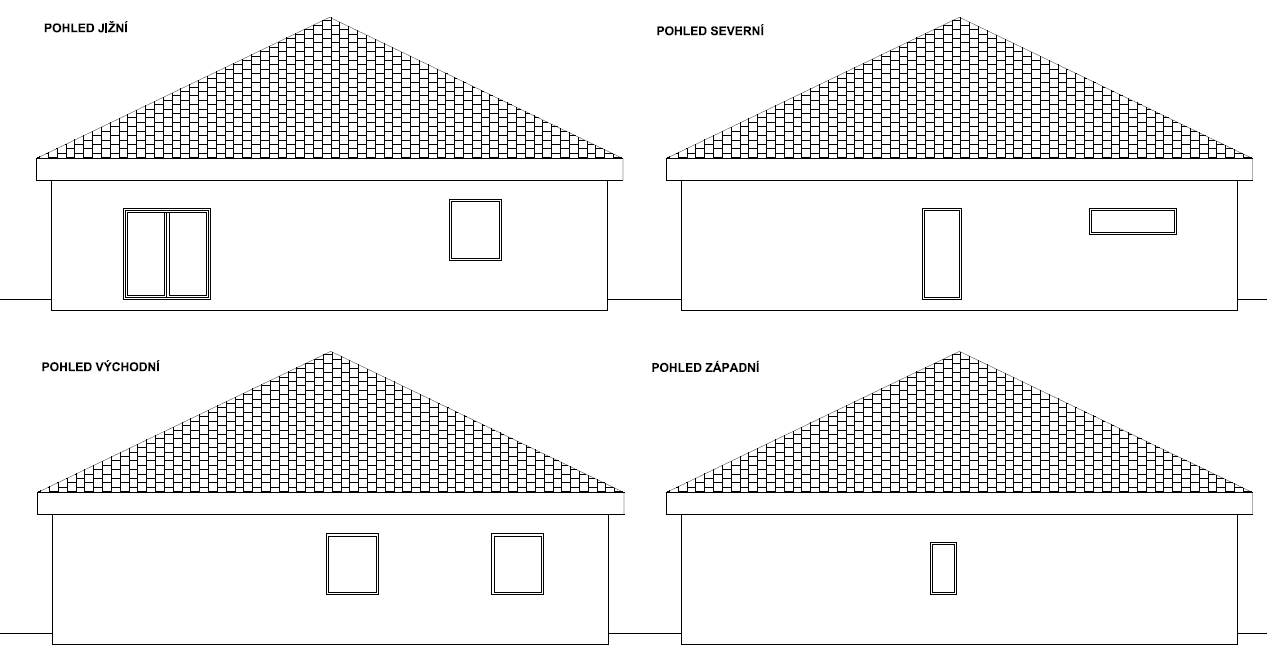 POHLED JIŽNÍ
POHLED SEVERNÍ
POHLED VÝCHODNÍ
POHLED ZÁPADNÍ